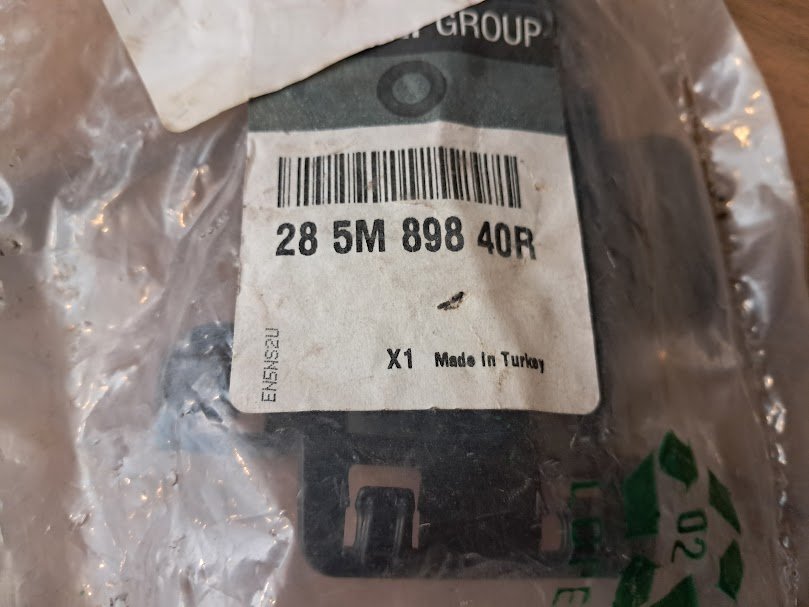 GROUP
28 5M 898 40R
EN5NS2U
X1 Made in Turkey
02